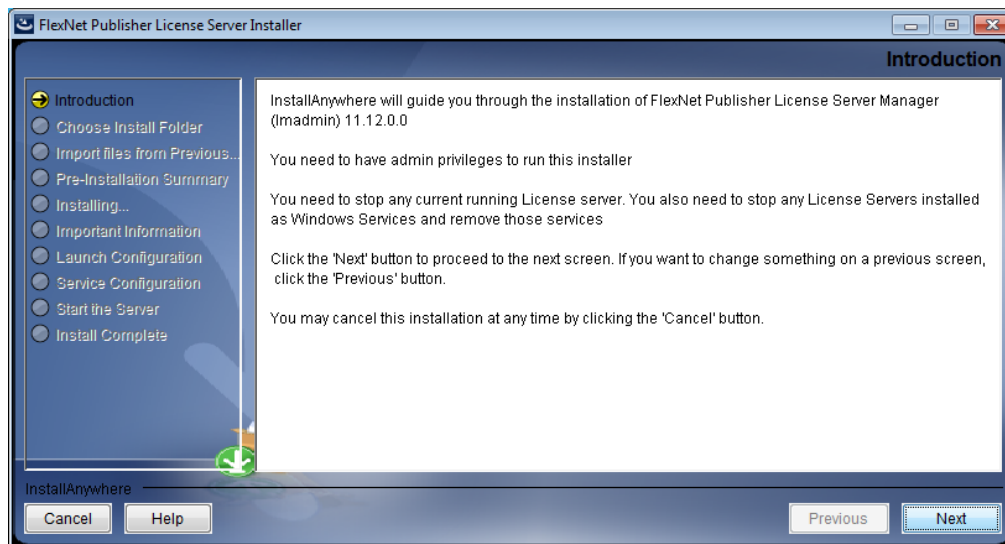 FlexNet Publisher License Server Installer
Introduction
Introduction
Choose Install Folder
Import files from Previous...
Pre-Installation Summary
Installing...
Important Information
Launch Configuration
Service Configuration
Start the Server
Install Complete
InstallAnywhere will guide you through the installation of FlexNet Publisher License Server Manager
(lmadmin) 11.12.0.0
You need to have admin privileges to run this installer
You need to stop any current running License server. You also need to stop any License Servers installed
as Windows Services and remove those services
Click the 'Next' button to proceed to the next screen. If you want to change something on a previous screen,
click the 'Previous' button.
You may cancel this installation at any time by clicking the 'Cancel' button.
InstallAnywhere
Cancel
Help
Previous
Next